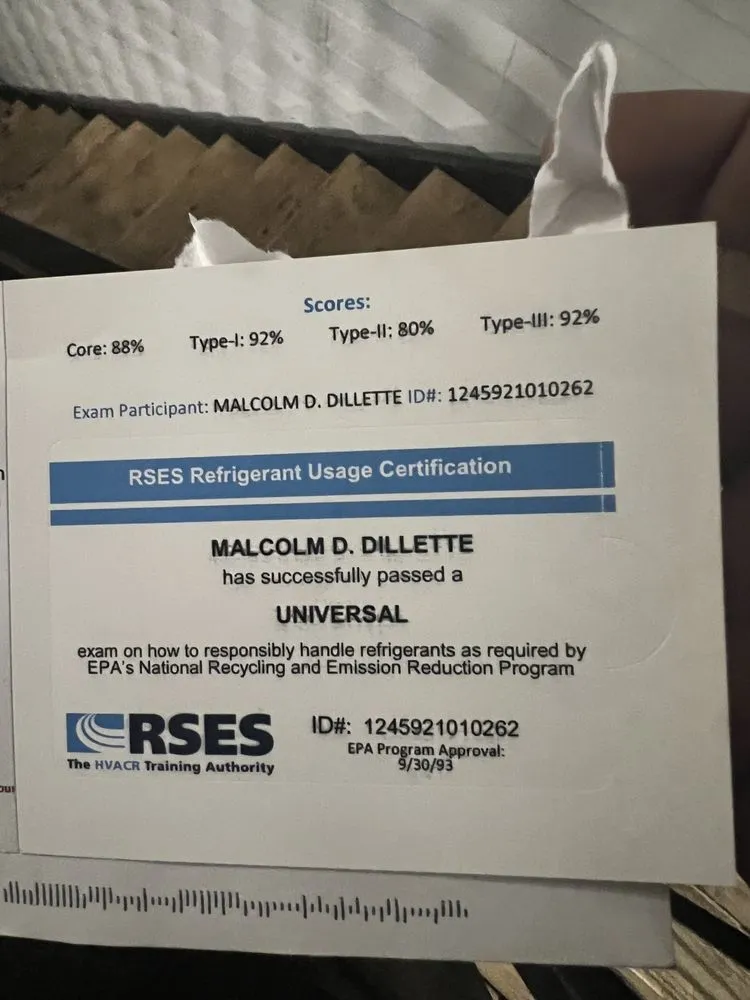 Scores:
Core: 88% Type-I: 92% Type-II: 80% Type-III: 92%
Exam Participant: MALCOLM D. DILLETTE ID#: 1245921010262
RSES Refrigerant Usage Certification
MALCOLM D. DILLETTE
has successfully passed a
UNIVERSAL
exam on how to responsibly handle refrigerants as required by
EPA's National Recycling and Emission Reduction Program
RSES
The HVACR Training Authority
ID#: 1245921010262
EPA Program Approval:
9/30/93